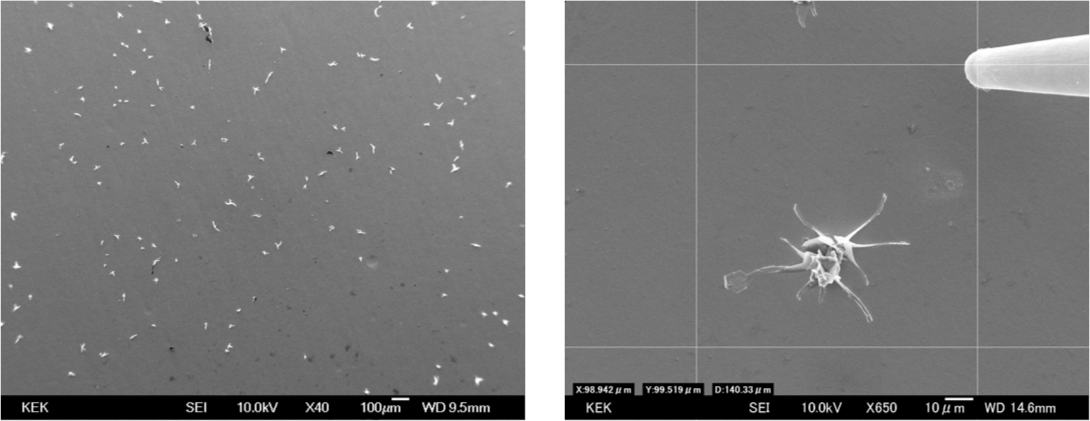 KEK SEI 10.0kV X40 100μm WD 9.5mm
X:98.942μm Y:99.519μm D:140.33μm
KEK SEI 10.0kV X650 10μm WD 14.6mm